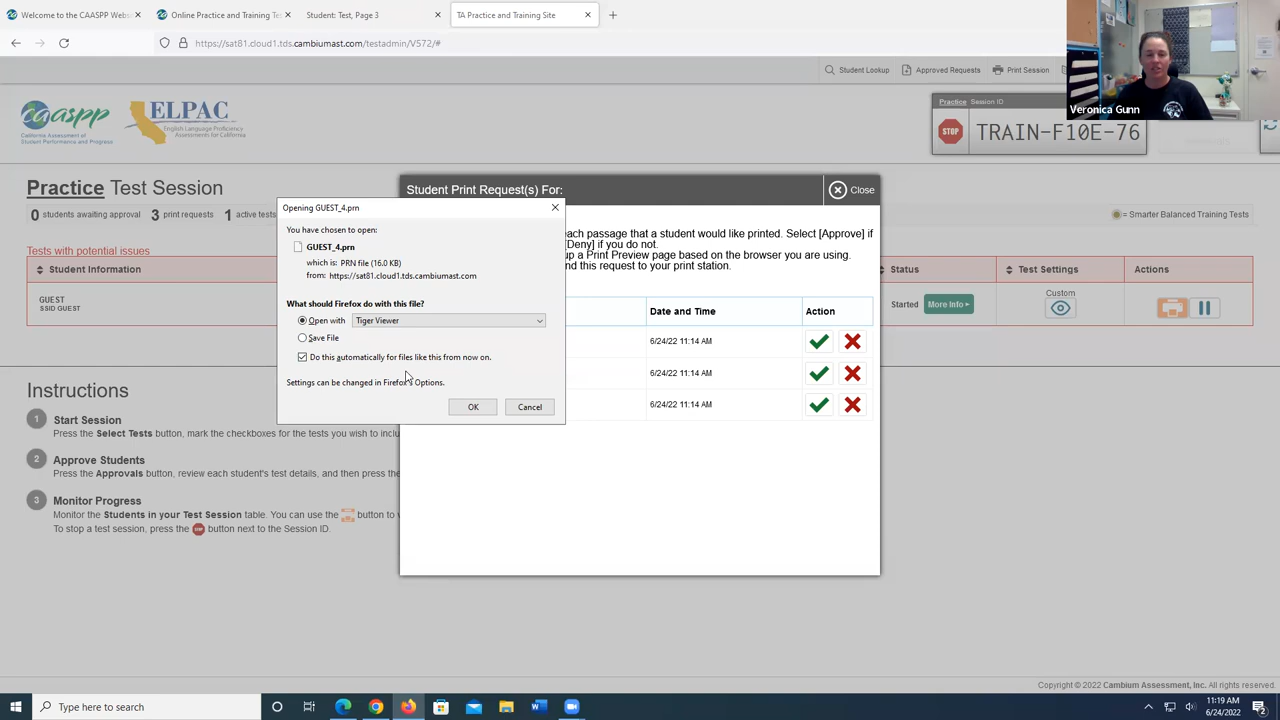 Welcome to the CAASPP
Online Practice and Training Te
Student: Test, Page 3
TA Practice and Training Site
https://sat81.cloud1.tds.cambiumast.com/testadmin/V572/#
Student Lookup
Approved Requests
Print Session
caaspp
California Assessment of
Student Performance and Progress
ELPAC
English Language Proficiency
Assessments for California
Practice Session ID
STOP
TRAIN-F10E-76
Veronica Gunn
Practice Test Session
0 students awaiting approval
3 print requests
1 active tests
= Smarter Balanced Training Tests
Tests with potential issues
Student Information
Status
Test Settings
Actions
GUEST
SSID GUEST
Started
More Info
Custom
Student Print Request(s) For:
Close
each passage that a student would like printed. Select [Approve] if
[Deny] if you do not.
up a Print Preview page based on the browser you are using.
nd this request to your print station.
Date and Time
Action
6/24/22 11:14 AM
6/24/22 11:14 AM
6/24/22 11:14 AM
Opening GUEST_4.prn
You have chosen to open:
GUEST_4.prn
which is: PRN file (16.0 KB)
from: https://sat81.cloud1.tds.cambiumast.com
What should Firefox do with this file?
Open with
Tiger Viewer
Save File
Do this automatically for files like this from now on.
Settings can be changed in Firefox's Options.
OK
Cancel
Instructions
1 Start Session
Press the Select Tests button, mark the checkboxes for the tests you wish to inclu
2 Approve Students
Press the Approvals button, review each student's test details, and then press the
3 Monitor Progress
Monitor the Students in your Test Session table. You can use the button to v
To stop a test session, press the button next to the Session ID.
Copyright © 2022 Cambium Assessment, Inc. All rights reserved.
Type here to search
11:19 AM
6/24/2022
2